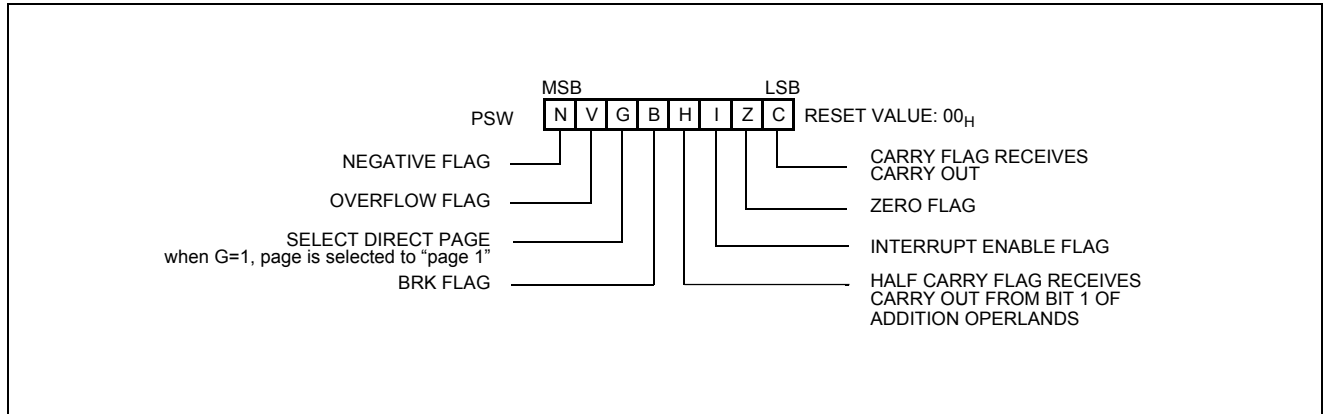 MSB LSB
PSW N V G B H I Z C RESET VALUE: 00H
NEGATIVE FLAG
OVERFLOW FLAG
SELECT DIRECT PAGE
when G=1, page is selected to “page 1”
BRK FLAG
CARRY FLAG RECEIVES
CARRY OUT
ZERO FLAG
INTERRUPT ENABLE FLAG
HALF CARRY FLAG RECEIVES
CARRY OUT FROM BIT 1 OF
ADDITION OPERLANDS